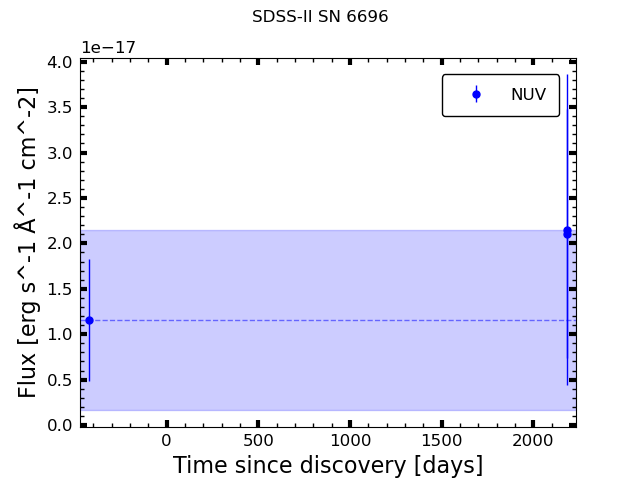 SDSS-II SN 6696
1e−17
NUV
4.0
3.5
3.0
2.5
2.0
1.5
1.0
0.5
0.0
Flux [erg s^-1 Å^-1 cm^-2]
0 500 1000 1500 2000
Time since discovery [days]